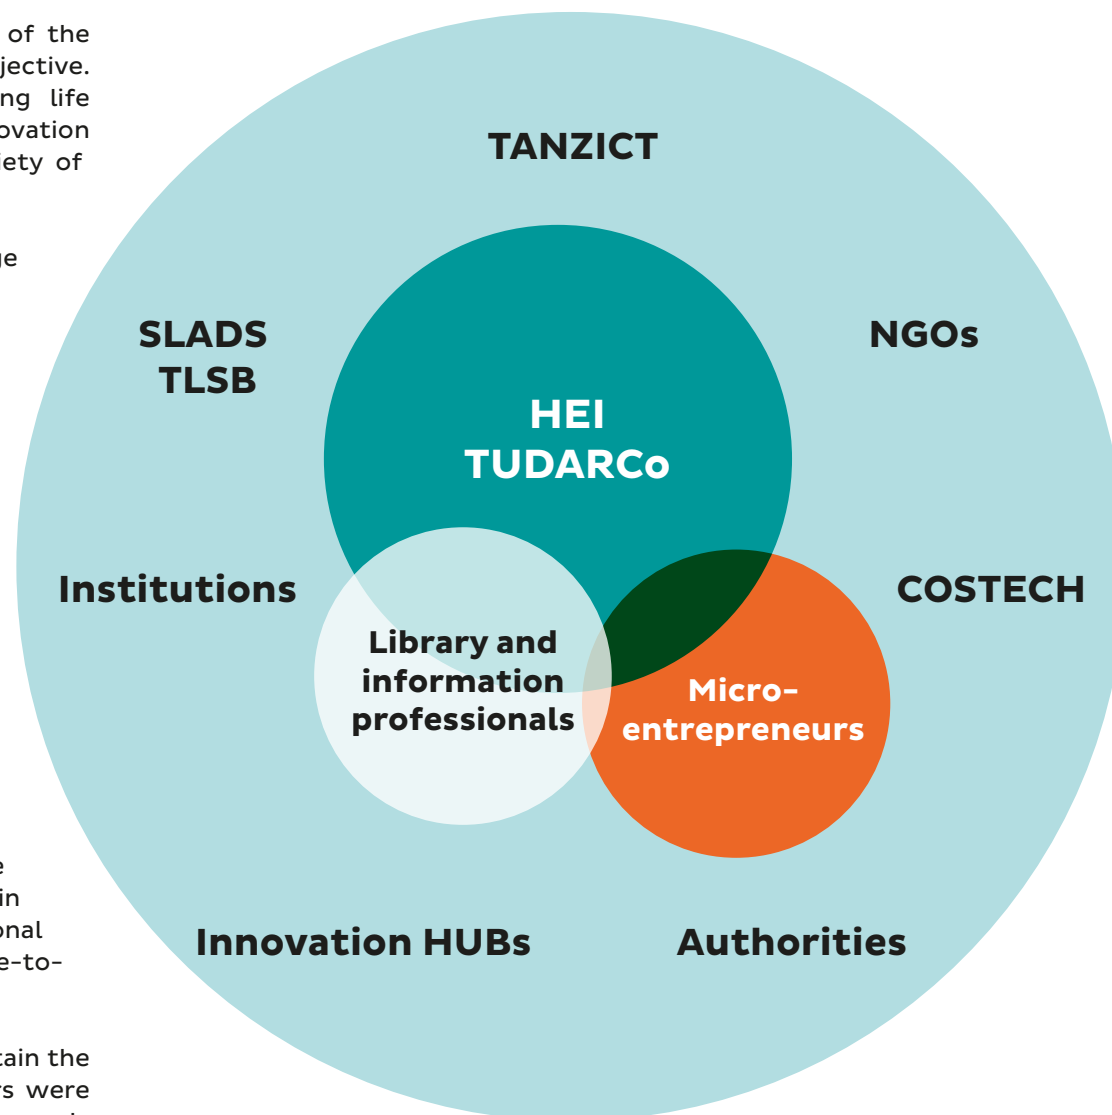 of the
jective.
ng life
ovation
iety of
ge
TANZICT
SLADS
TLSB
NGOs
HEI
TUDARCo
Institutions
COSTECH
Library and
information
professionals
Micro-
entrepreneurs
Innovation HUBs
Authorities
e
in
onal
e-to-
tain the
rs were